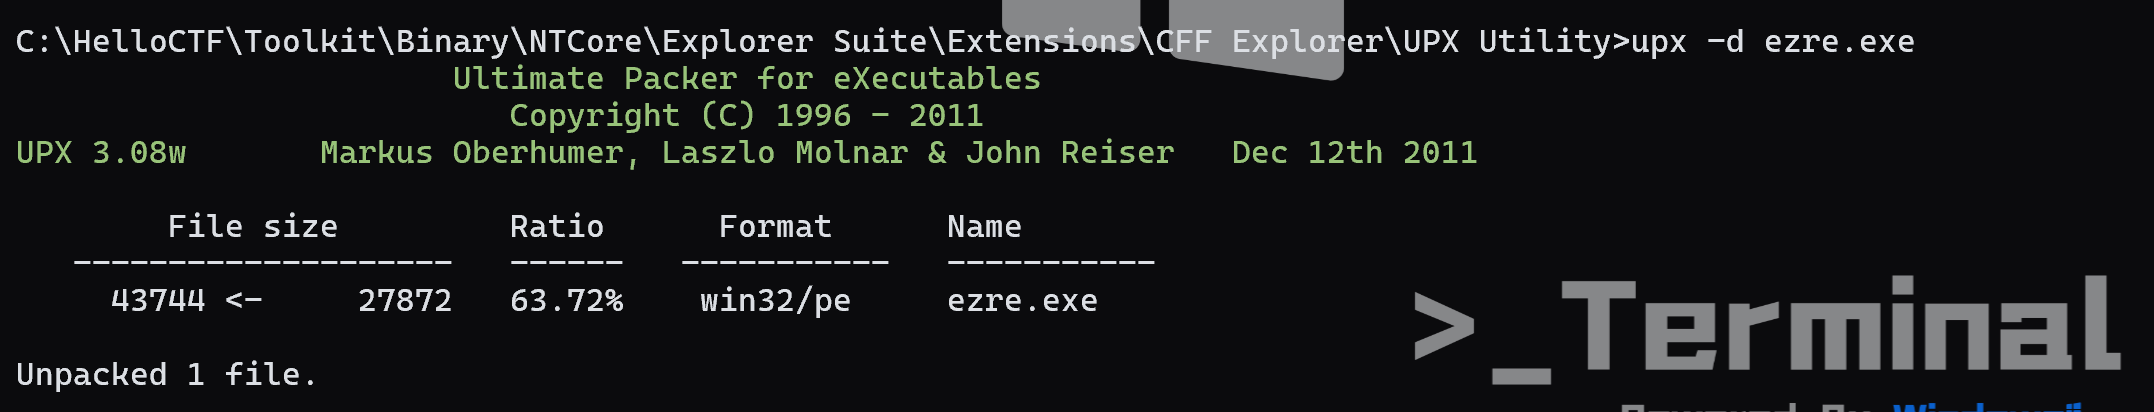 C:\HelloCTF\Toolkit\Binary\NTCore\Explorer Suite\Extensions\CFF Explorer\UPX Utility>upx -d ezre.exe
Ultimate Packer for eXecutables
Copyright (C) 1996 - 2011
UPX 3.08w Markus Oberhumer, Laszlo Molnar & John Reiser Dec 12th 2011
File size Ratio Format Name
-------------------- ------ ----------- -----------
43744 <- 27872 63.72% win32/pe ezre.exe
>_Terminal
Unpacked 1 file.